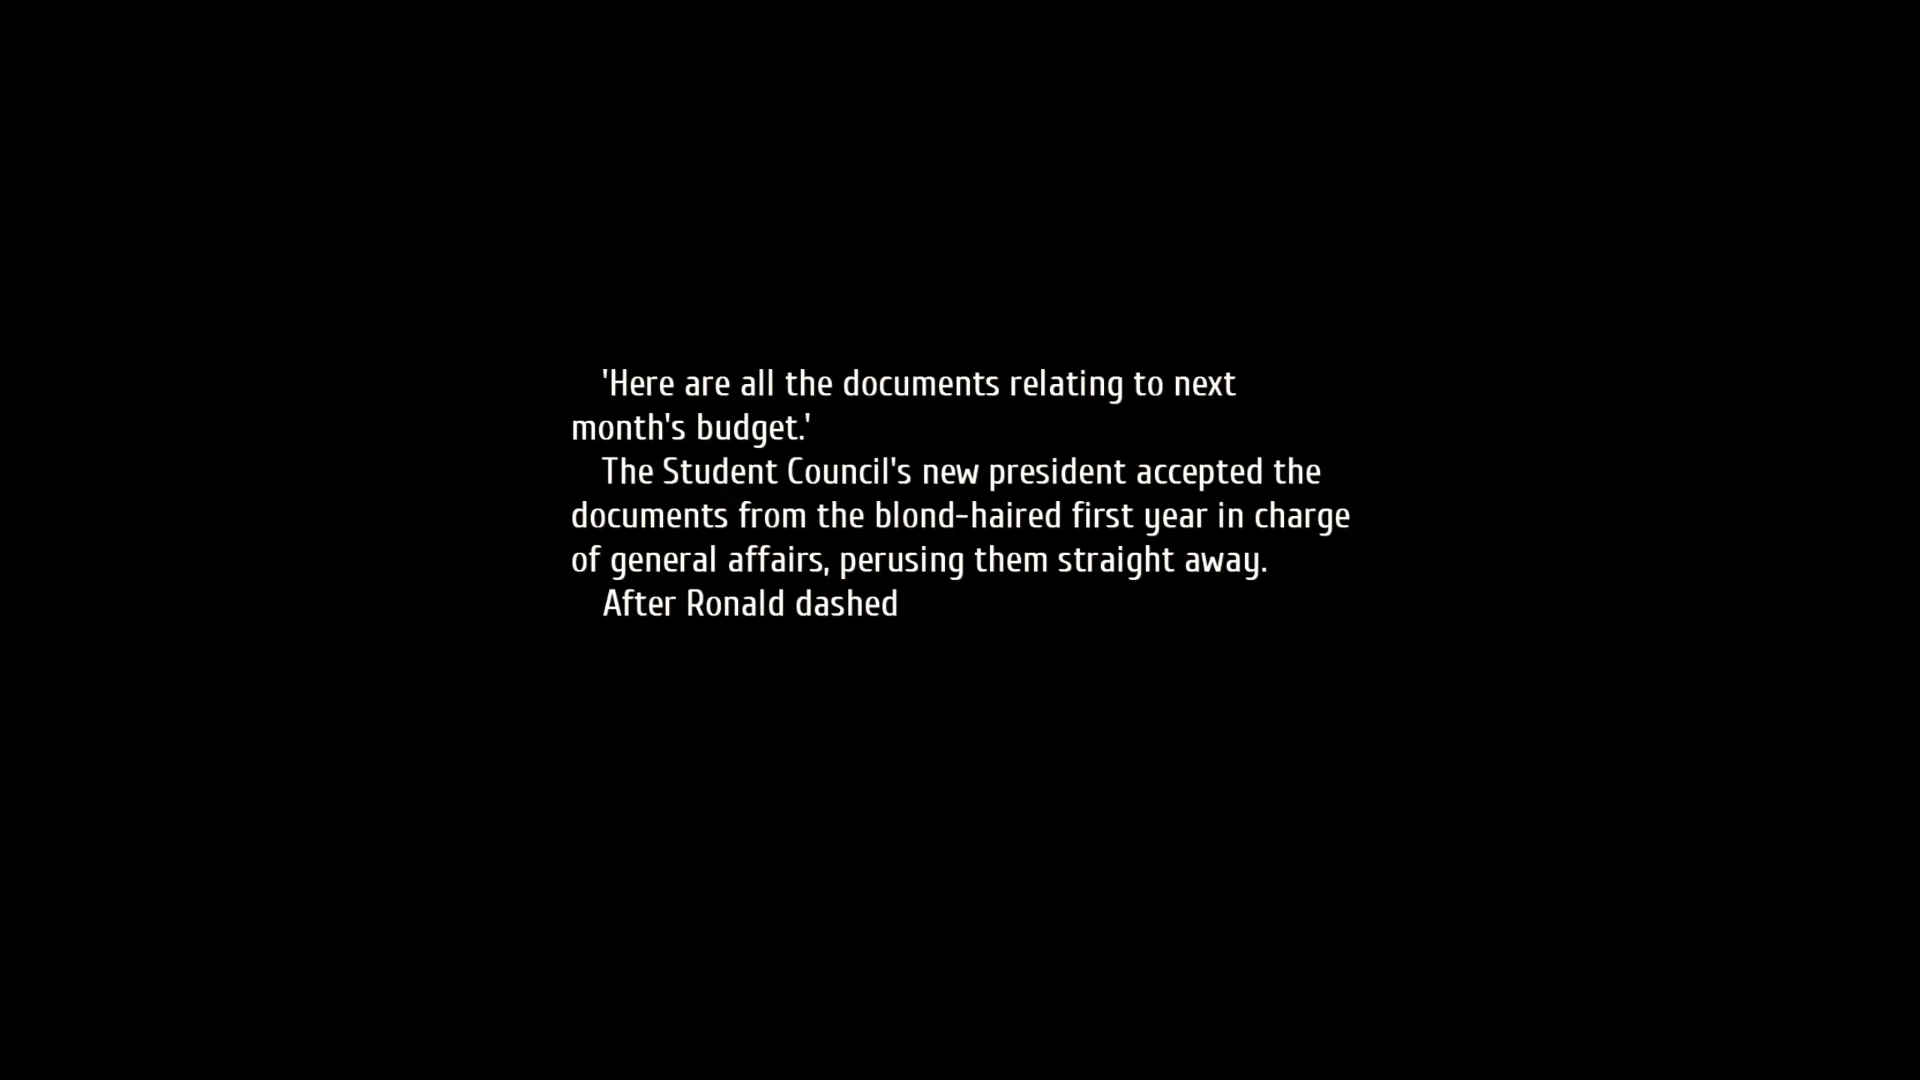 'Here are all the documents relating to next
month's budget.'
The Student Council's new president accepted the
documents from the blond-haired first year in charge
of general affairs, perusing them straight away.
After Ronald dashed